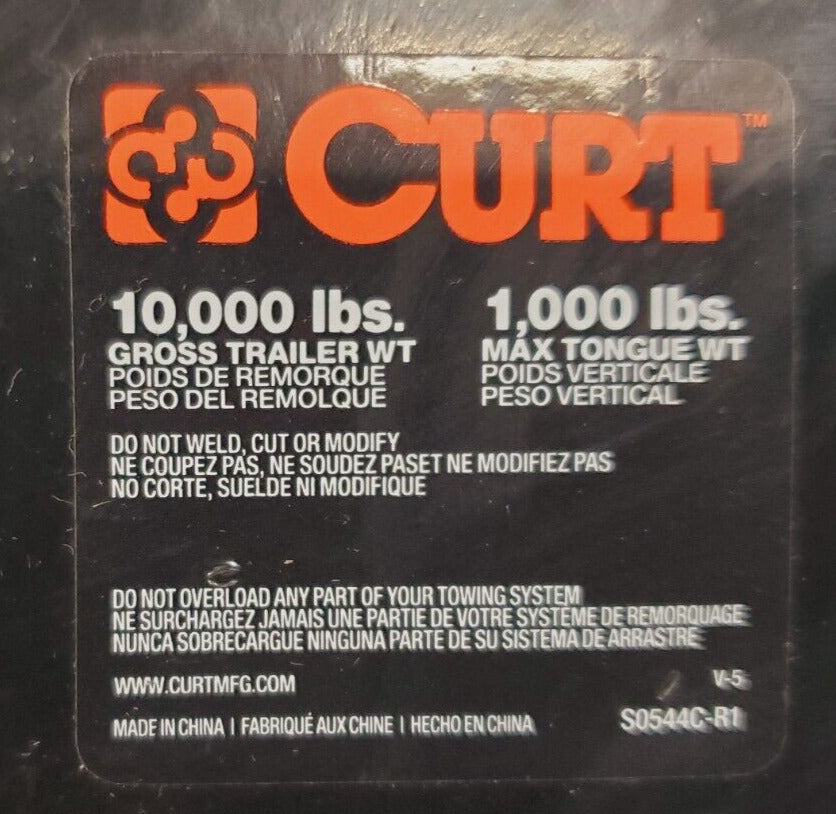 CURT™
10,000 lbs. 1,000 lbs.
GROSS TRAILER WT MAX TONGUE WT
POIDS DE REMORQUE POIDS VERTICALE
PESO DEL REMOLQUE PESO VERTICAL
DO NOT WELD, CUT OR MODIFY
NE COUPEZ PAS, NE SOUDEZ PASET NE MODIFIEZ PAS
NO CORTE, SUELDE NI MODIFIQUE
DO NOT OVERLOAD ANY PART OF YOUR TOWING SYSTEM
NE SURCHARGEZ JAMAIS UNE PARTIE DE VOTRE SYSTEME DE REMORQUAGE
NUNCA SOBRECARGUE NINGUNA PARTE DE SU SISTEMA DE ARRASTRE
WWW.CURTMFG.COM V-5
MADE IN CHINA | FABRIQUÉ AUX CHINE | HECHO EN CHINA S0544C-R1